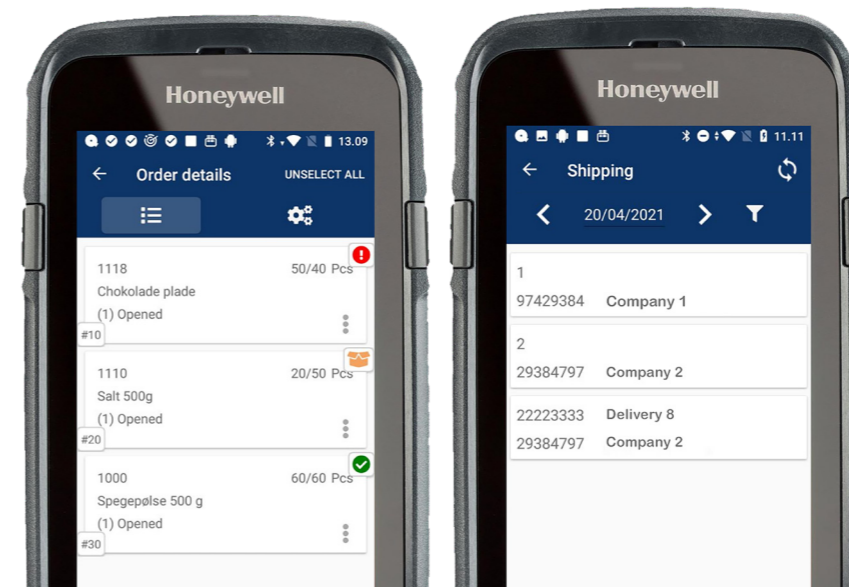 Honeywell
13.09
Order details
UNSELECT ALL
1118 50/40 Pcs
Chokolade plade
(1) Opened
#10
1110 20/50 Pcs
Salt 500g
(1) Opened
#20
1000 60/60 Pcs
Spegepølse 500 g
(1) Opened
#30
Honeywell
11.11
Shipping
20/04/2021
1
97429384 Company 1
2
29384797 Company 2
22223333 Delivery 8
29384797 Company 2